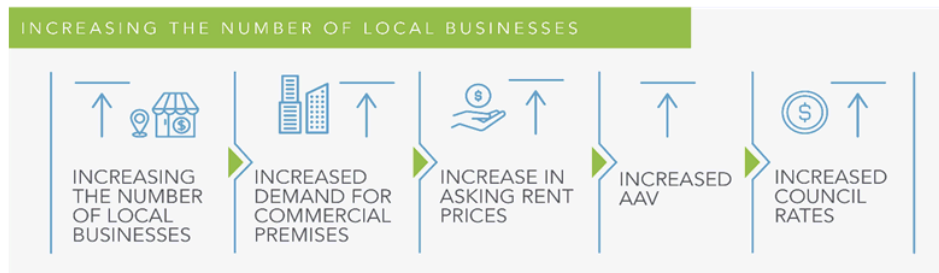 INCREASING THE NUMBER OF LOCAL BUSINESSES
INCREASING
THE NUMBER
OF LOCAL
BUSINESSES
INCREASED
DEMAND FOR
COMMERCIAL
PREMISES
INCREASE IN
ASKING RENT
PRICES
INCREASED
AAV
INCREASED
COUNCIL
RATES